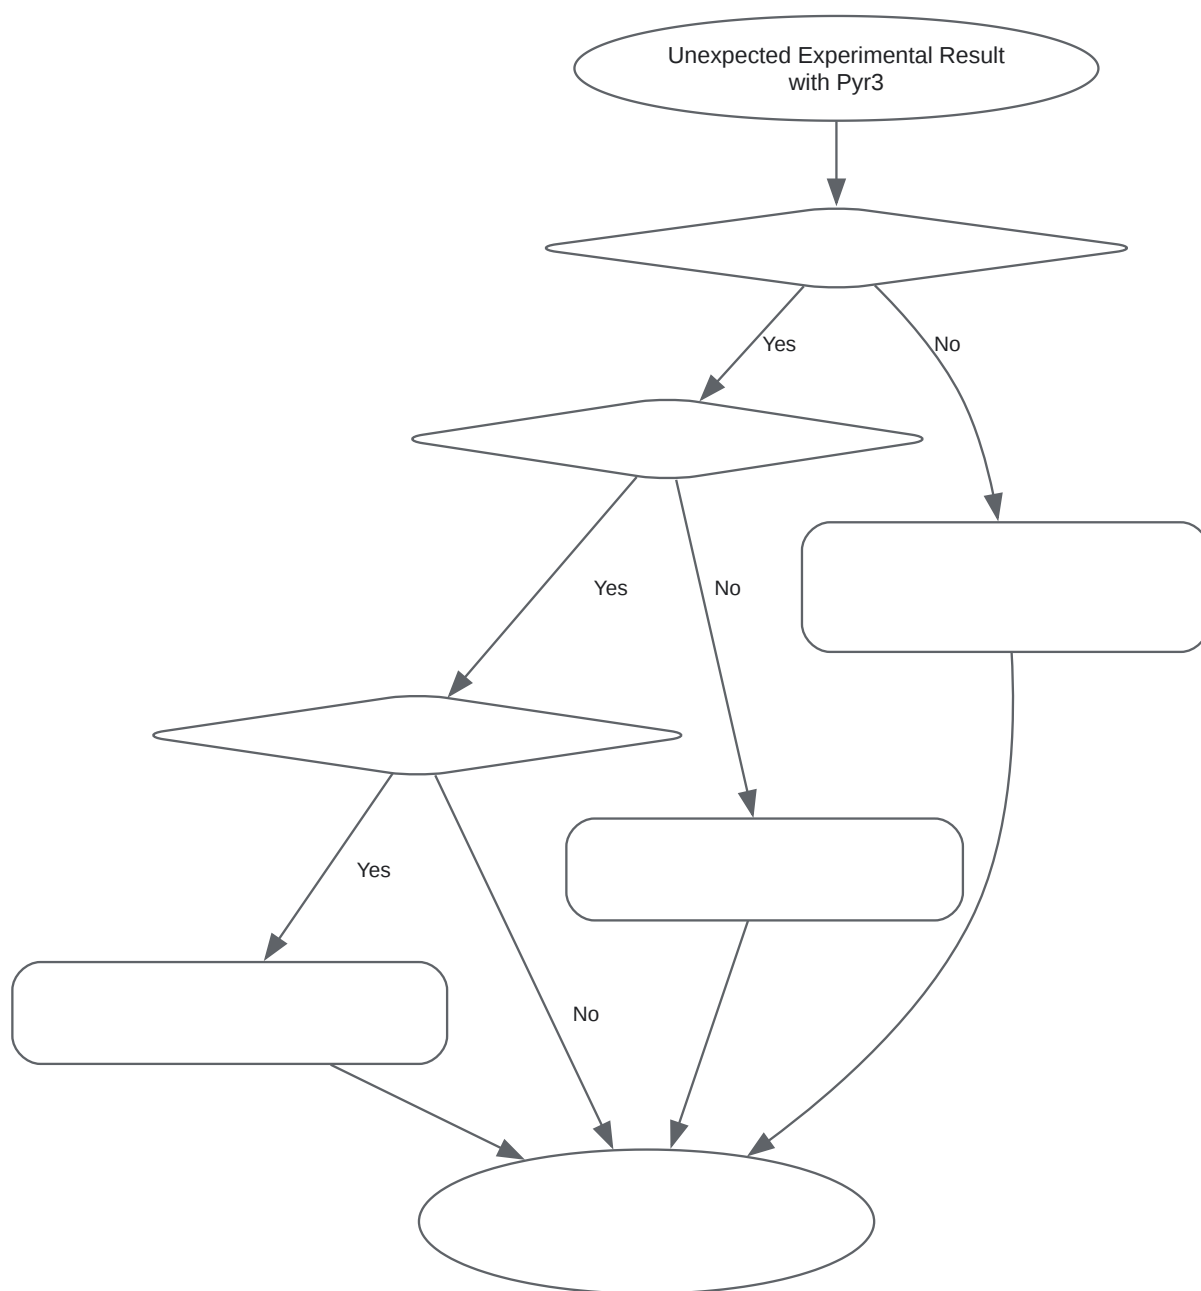 Unexpected Experimental Result
with Pyr3
Yes
No
Yes
No
Yes
No